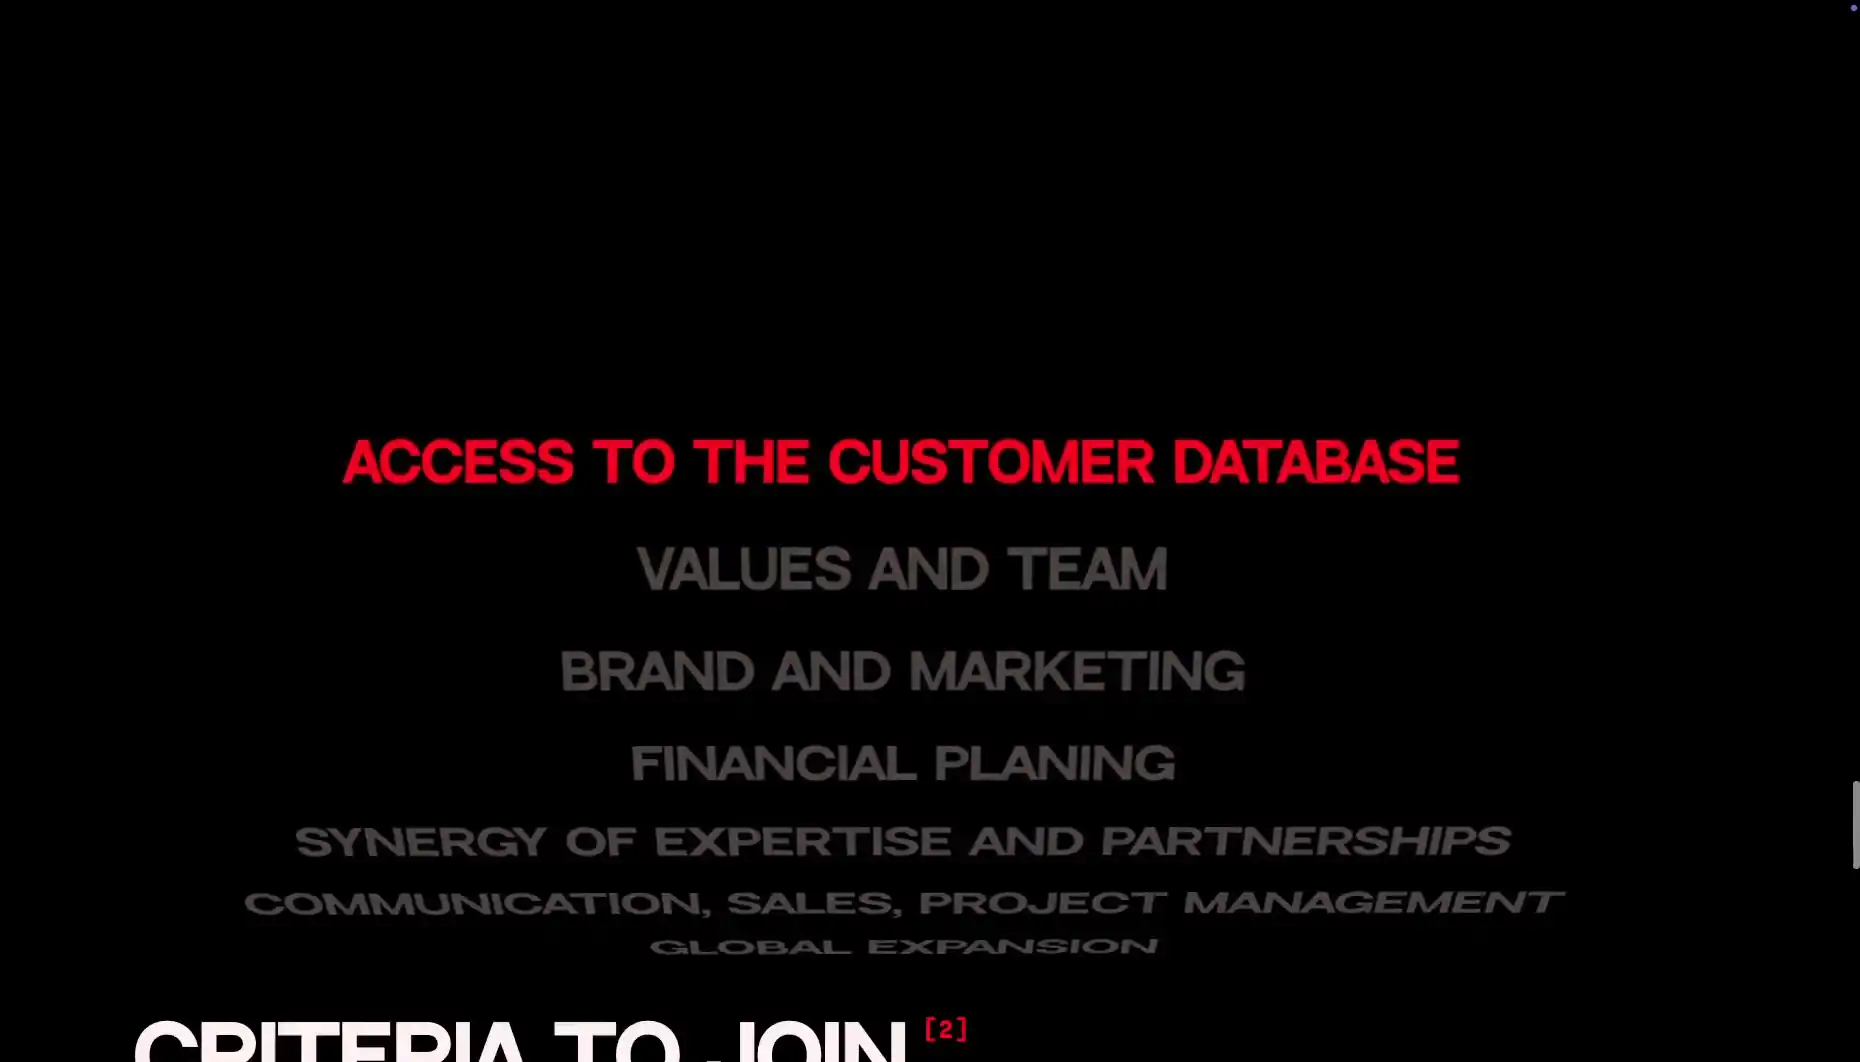 ACCESS TO THE CUSTOMER DATABASE
VALUES AND TEAM
BRAND AND MARKETING
FINANCIAL PLANING
SYNERGY OF EXPERTISE AND PARTNERSHIPS
COMMUNICATION, SALES, PROJECT MANAGEMENT
GLOBAL EXPANSION
CRITERIA TO JOIN [2]